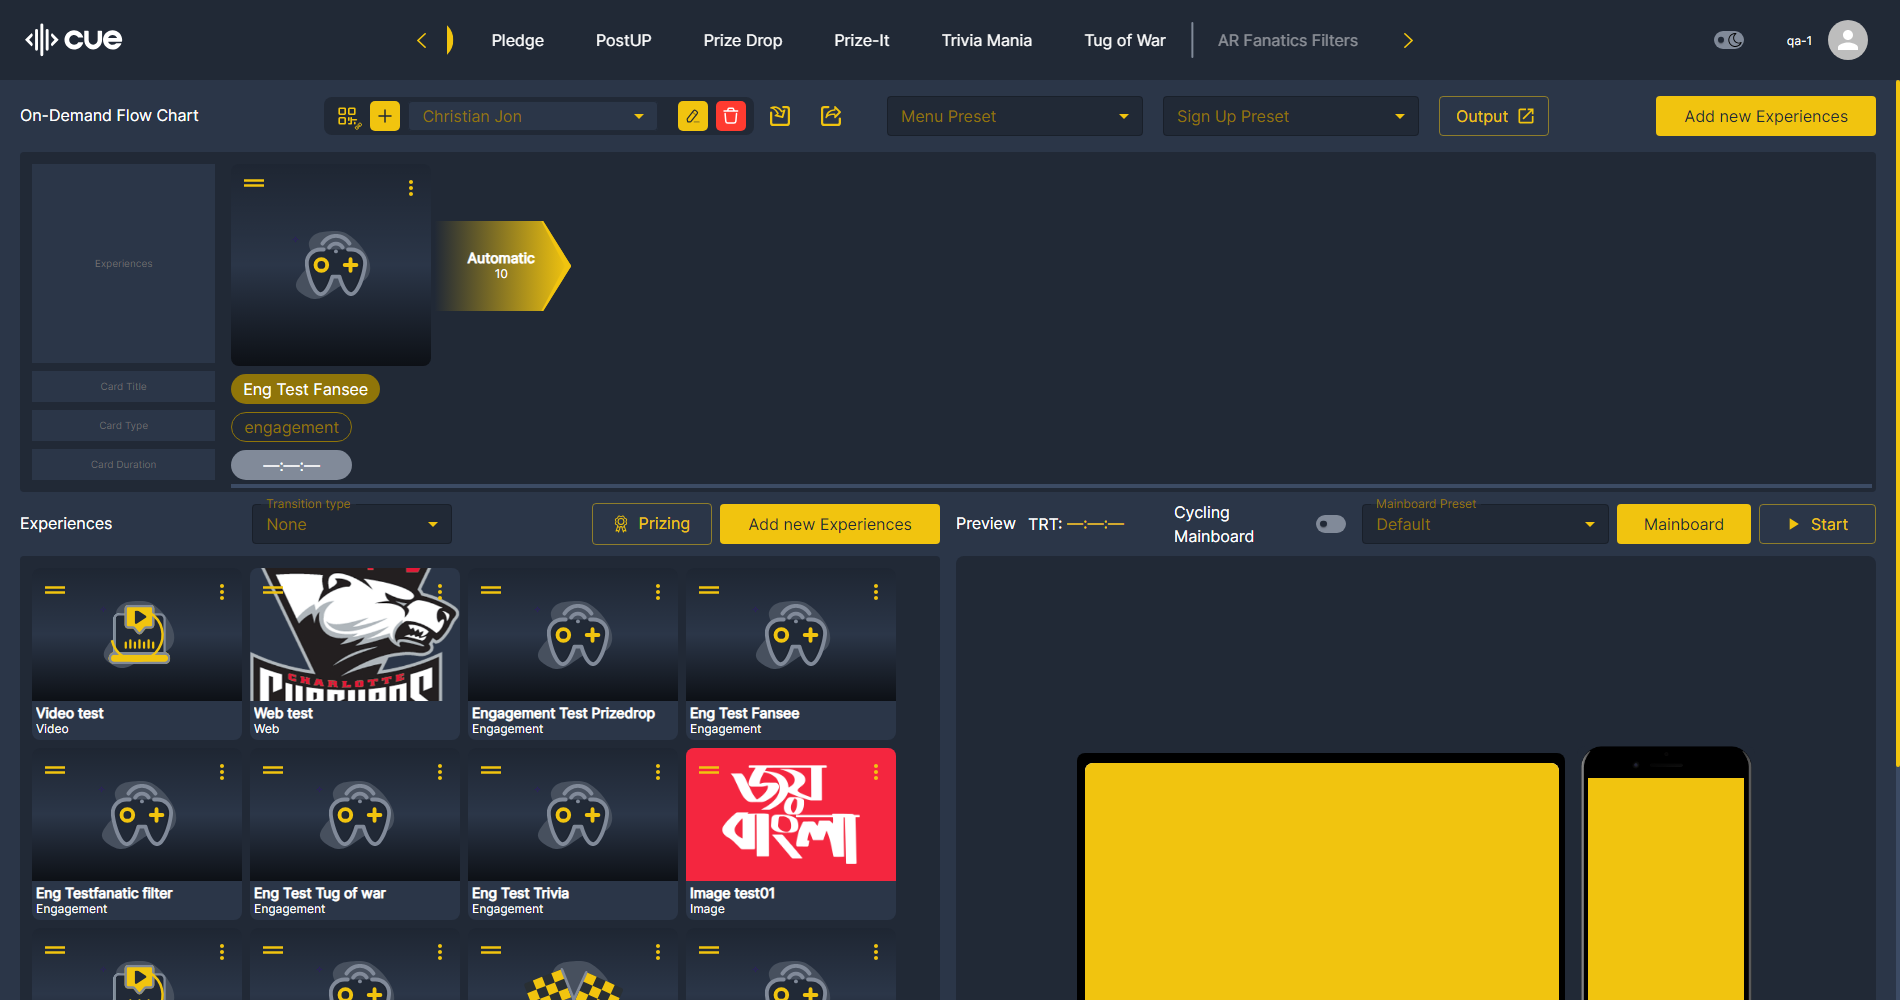 cue
Pledge
PostUP
Prize Drop
Prize-It
Trivia Mania
Tug of War
AR Fanatics Filters
qa-1
On-Demand Flow Chart
Christian Jon
Menu Preset
Sign Up Preset
Output
Add new Experiences
Experiences
Automatic
10
Card Title
Eng Test Fansee
Card Type
engagement
Card Duration
—:—:—
Experiences
Transition type
None
Prizing
Add new Experiences
Preview
TRT: —:—:—
Cycling
Mainboard
Mainboard Preset
Default
Mainboard
Start
CHARLOTTE
Video test
Video
Web test
Web
Engagement Test Prizedrop
Engagement
Eng Test Fansee
Engagement
জয়
বাংলা
Eng Testfanatic filter
Engagement
Eng Test Tug of war
Engagement
Eng Test Trivia
Engagement
Image test01
Image